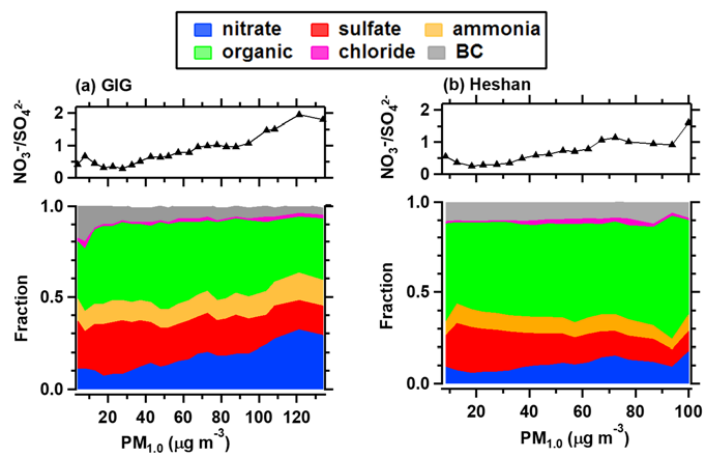 nitrate sulfate ammonia
organic chloride BC
(a) GIG
NO₃⁻/SO₄²⁻
2
1
0
1.0
0.5
0.0
Fraction
20 40 60 80 100 120
PM₁.₀ (µg m⁻³)
(b) Heshan
NO₃⁻/SO₄²⁻
2
1
0
1.0
0.5
0.0
Fraction
20 40 60 80 100
PM₁.₀ (µg m⁻³)